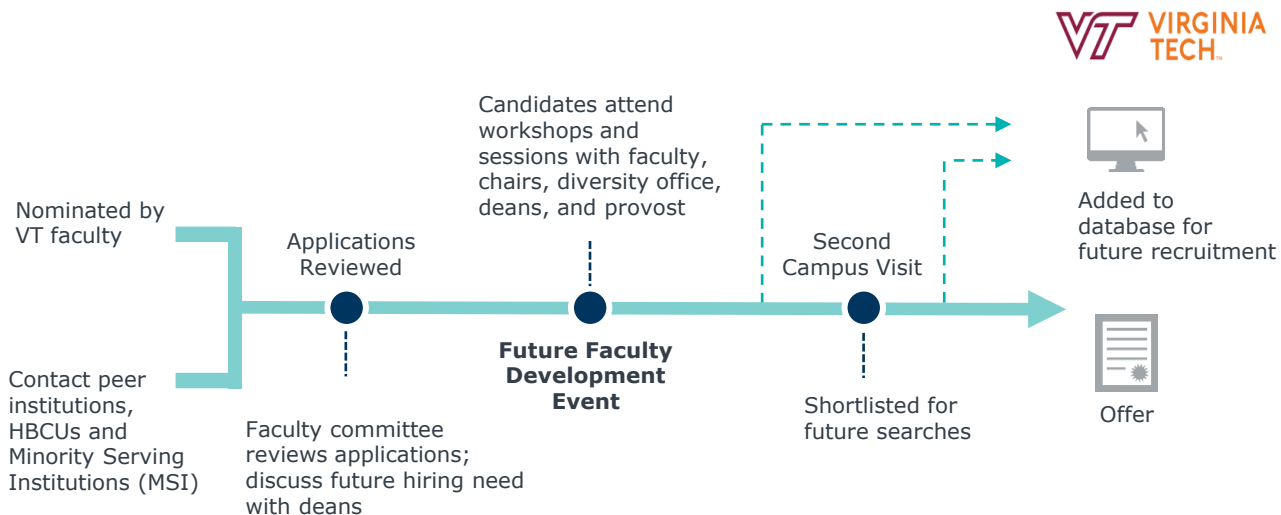 VT VIRGINIA
TECH™
Candidates attend
workshops and
sessions with faculty,
chairs, diversity office,
deans, and provost
Nominated by
VT faculty
Applications
Reviewed
Second
Campus Visit
Added to
database for
future recruitment
Future Faculty
Development
Event
Contact peer
institutions,
HBCUs and
Minority Serving
Institutions (MSI)
Faculty committee
reviews applications;
discuss future hiring need
with deans
Shortlisted for
future searches
Offer